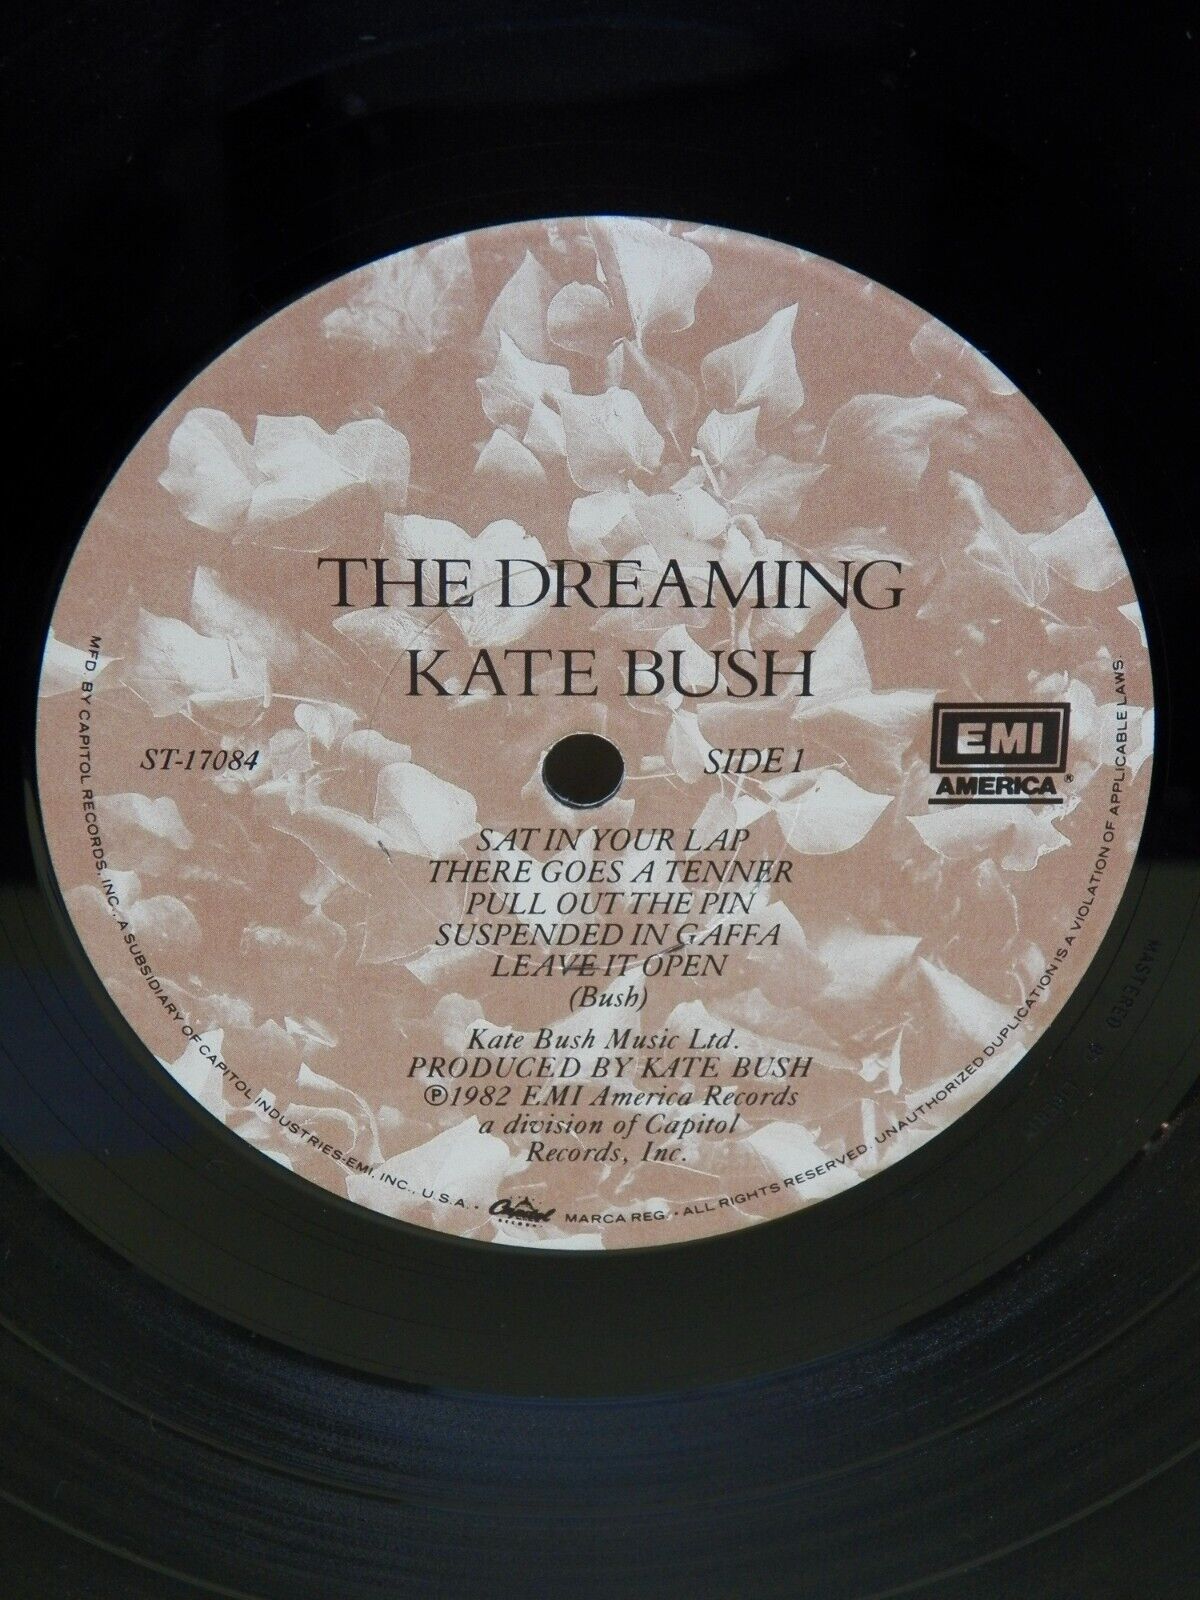 THE DREAMING
KATE BUSH
ST-17084
SIDE 1
EMI
AMERICA®
SAT IN YOUR LAP
THERE GOES A TENNER
PULL OUT THE PIN
SUSPENDED IN GAFFA
LEAVE IT OPEN
(Bush)
Kate Bush Music Ltd.
PRODUCED BY KATE BUSH
℗1982 EMI America Records
a division of Capitol
Records, Inc.
MFD. BY CAPITOL RECORDS, INC., A SUBSIDIARY OF CAPITOL INDUSTRIES-EMI, INC., U.S.A. • Capitol RECORDS MARCA REG. • ALL RIGHTS RESERVED. UNAUTHORIZED DUPLICATION IS A VIOLATION OF APPLICABLE LAWS.
MASTERED